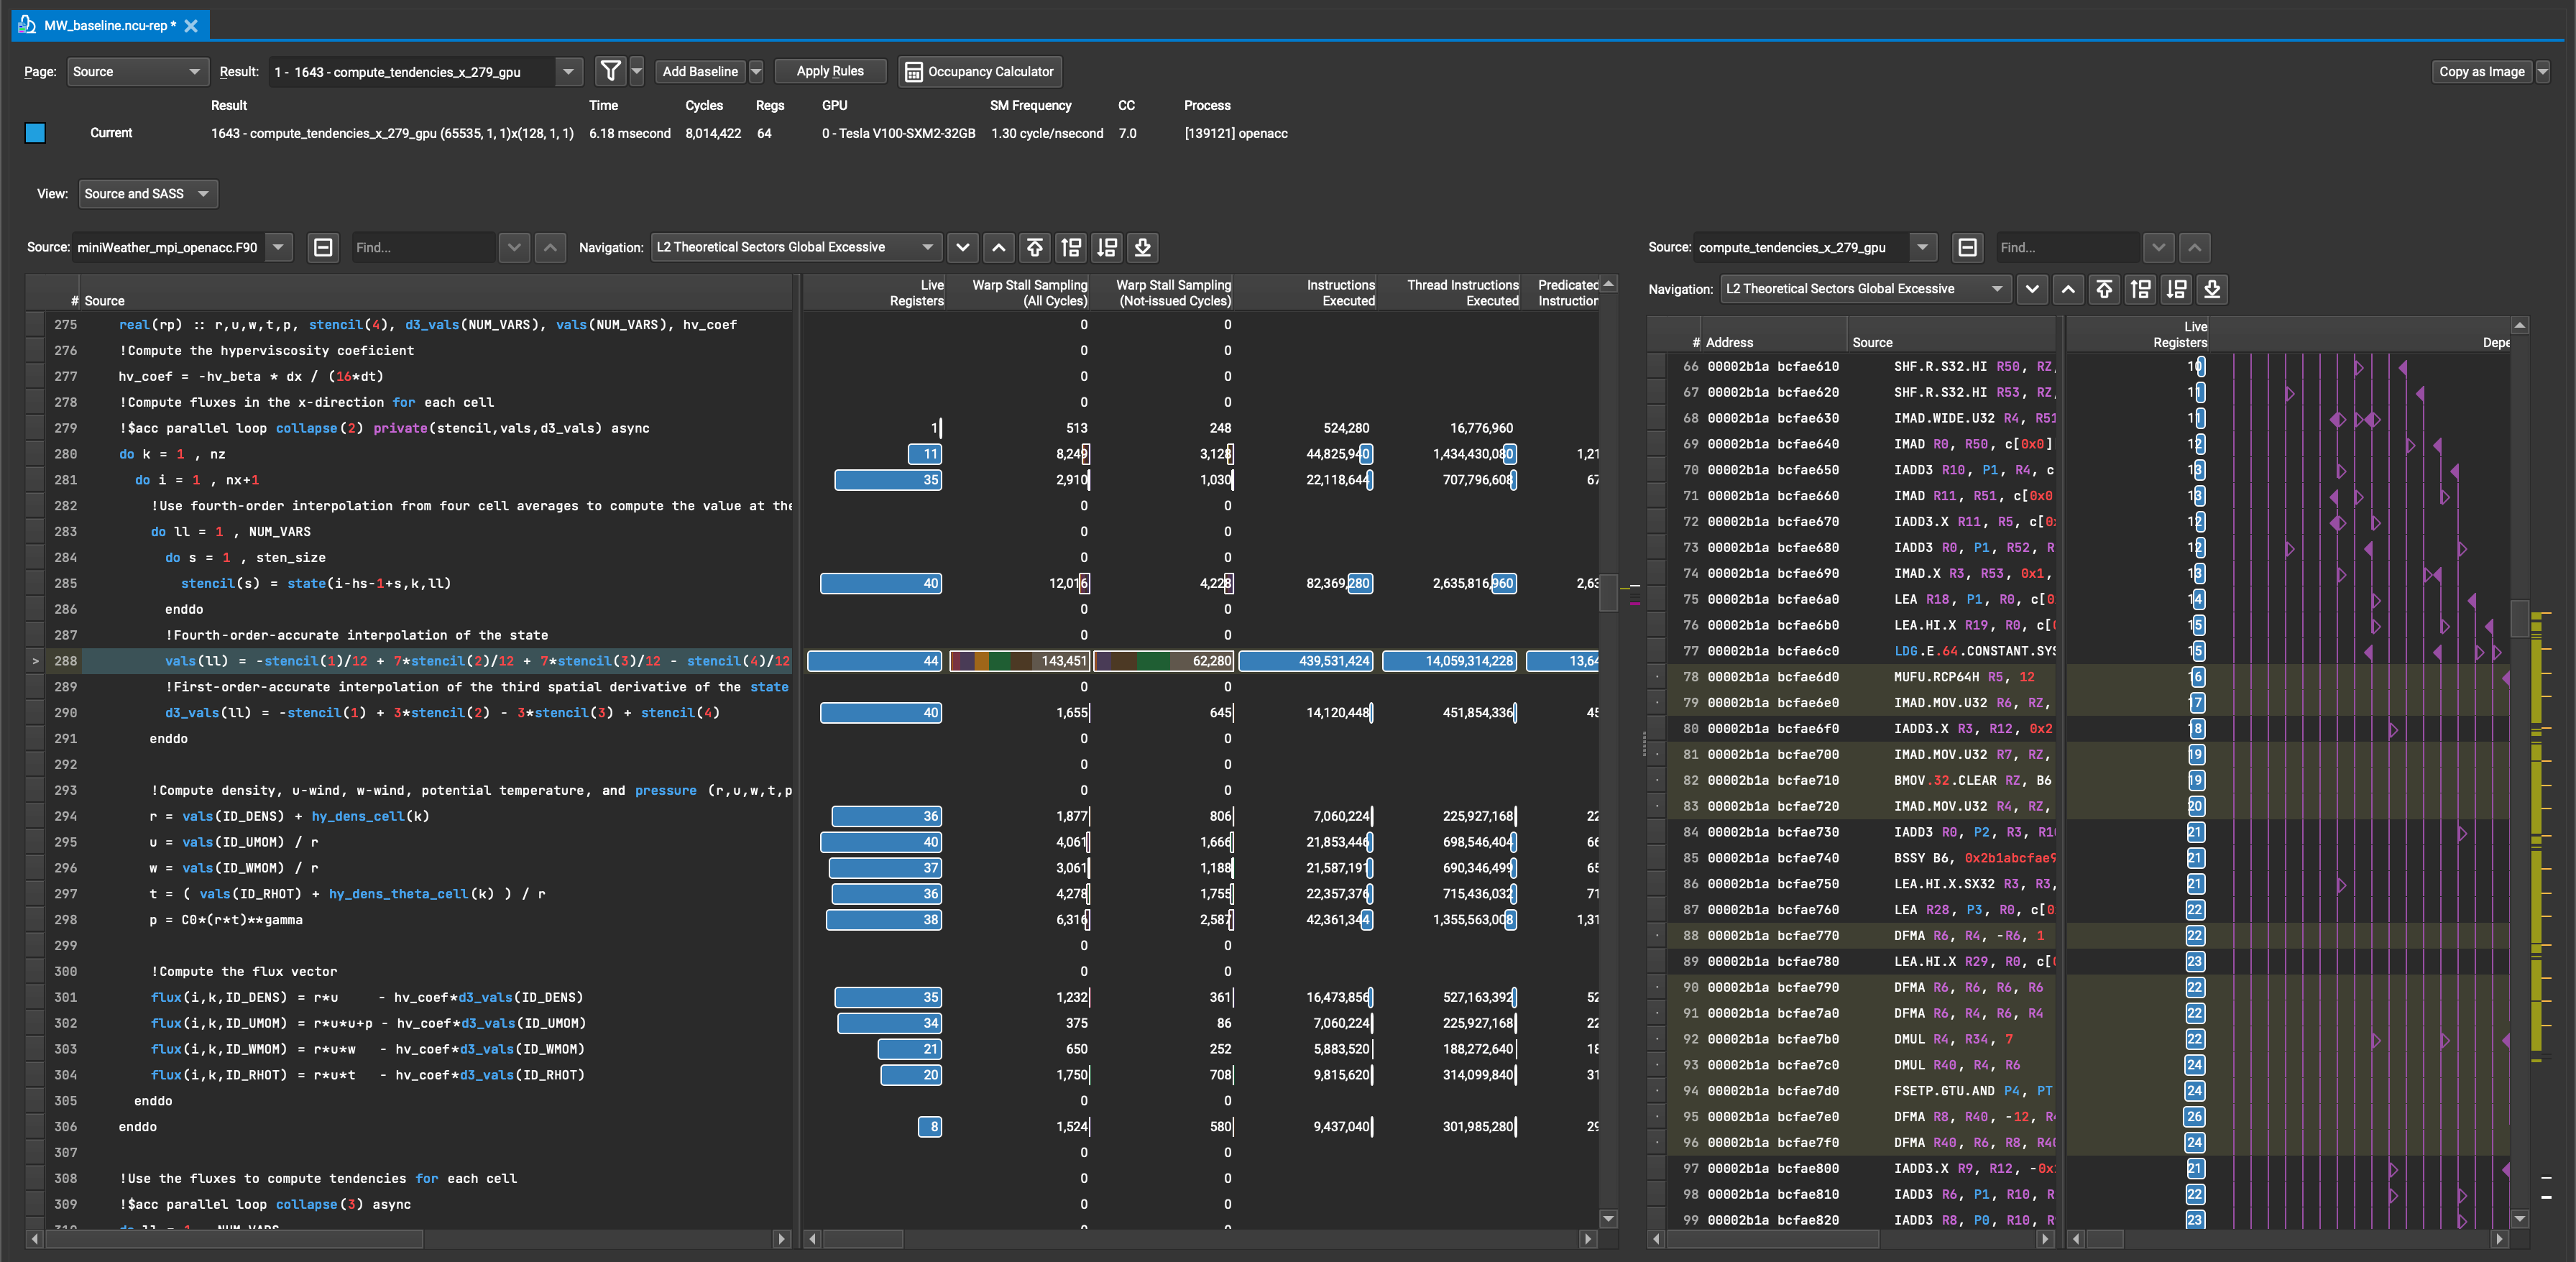 MW_baseline.ncu-rep *
Page: Source Result: 1 - 1643 - compute_tendencies_x_279_gpu Add Baseline Apply Rules Occupancy Calculator Copy as Image
Result Time Cycles Regs GPU SM Frequency CC Process
Current 1643 - compute_tendencies_x_279_gpu (65535, 1, 1)x(128, 1, 1) 6.18 msecond 8,014,422 64 0 - Tesla V100-SXM2-32GB 1.30 cycle/nsecond 7.0 [139121] openacc
View: Source and SASS
Source: miniWeather_mpi_openacc.F90 Find... Navigation: L2 Theoretical Sectors Global Excessive
# Source Live Registers Warp Stall Sampling (All Cycles) Warp Stall Sampling (Not-issued Cycles) Instructions Executed Thread Instructions Executed Predicated Instruction
275 real(rp) :: r,u,w,t,p, stencil(4), d3_vals(NUM_VARS), vals(NUM_VARS), hv_coef 0 0
276 !Compute the hyperviscosity coeficient 0 0
277 hv_coef = -hv_beta * dx / (16*dt) 0 0
278 !Compute fluxes in the x-direction for each cell 0 0
279 !$acc parallel loop collapse(2) private(stencil,vals,d3_vals) async 1 513 248 524,280 16,776,960
280 do k = 1 , nz 11 8,249 3,128 44,825,940 1,434,430,080 1,21
281 do i = 1 , nx+1 35 2,910 1,030 22,118,644 707,796,608 67
282 !Use fourth-order interpolation from four cell averages to compute the value at the 0 0
283 do ll = 1 , NUM_VARS 0 0
284 do s = 1 , sten_size 0 0
285 stencil(s) = state(i-hs-1+s,k,ll) 40 12,016 4,228 82,369,280 2,635,816,960 2,63
286 enddo 0 0
287 !Fourth-order-accurate interpolation of the state 0 0
> 288 vals(ll) = -stencil(1)/12 + 7*stencil(2)/12 + 7*stencil(3)/12 - stencil(4)/12 44 143,451 62,280 439,531,424 14,059,314,228 13,64
289 !First-order-accurate interpolation of the third spatial derivative of the state 0 0
290 d3_vals(ll) = -stencil(1) + 3*stencil(2) - 3*stencil(3) + stencil(4) 40 1,655 645 14,120,448 451,854,336 45
291 enddo 0 0
292 0 0
293 !Compute density, u-wind, w-wind, potential temperature, and pressure (r,u,w,t,p 0 0
294 r = vals(ID_DENS) + hy_dens_cell(k) 36 1,877 806 7,060,224 225,927,168 22
295 u = vals(ID_UMOM) / r 40 4,061 1,666 21,853,446 698,546,404 66
296 w = vals(ID_WMOM) / r 37 3,061 1,188 21,587,191 690,346,499 65
297 t = ( vals(ID_RHOT) + hy_dens_theta_cell(k) ) / r 36 4,278 1,755 22,357,376 715,436,032 71
298 p = C0*(r*t)**gamma 38 6,316 2,587 42,361,344 1,355,563,008 1,31
299 0 0
300 !Compute the flux vector 0 0
301 flux(i,k,ID_DENS) = r*u - hv_coef*d3_vals(ID_DENS) 35 1,232 361 16,473,856 527,163,392 52
302 flux(i,k,ID_UMOM) = r*u*u+p - hv_coef*d3_vals(ID_UMOM) 34 375 86 7,060,224 225,927,168 22
303 flux(i,k,ID_WMOM) = r*u*w - hv_coef*d3_vals(ID_WMOM) 21 650 252 5,883,520 188,272,640 18
304 flux(i,k,ID_RHOT) = r*u*t - hv_coef*d3_vals(ID_RHOT) 20 1,750 708 9,815,620 314,099,840 31
305 enddo 0 0
306 enddo 8 1,524 580 9,437,040 301,985,280 29
307 0 0
308 !Use the fluxes to compute tendencies for each cell 0 0
309 !$acc parallel loop collapse(3) async 0 0
Source: compute_tendencies_x_279_gpu Find...
Navigation: L2 Theoretical Sectors Global Excessive
# Address Source Live Registers Depe
66 00002b1a bcfae610 SHF.R.S32.HI R50, RZ, 10
67 00002b1a bcfae620 SHF.R.S32.HI R53, RZ, 11
68 00002b1a bcfae630 IMAD.WIDE.U32 R4, R51 11
69 00002b1a bcfae640 IMAD R0, R50, c[0x0] 12
70 00002b1a bcfae650 IADD3 R10, P1, R4, c 13
71 00002b1a bcfae660 IMAD R11, R51, c[0x0 13
72 00002b1a bcfae670 IADD3.X R11, R5, c[0 12
73 00002b1a bcfae680 IADD3 R0, P1, R52, R 12
74 00002b1a bcfae690 IMAD.X R3, R53, 0x1, 13
75 00002b1a bcfae6a0 LEA R18, P1, R0, c[0 14
76 00002b1a bcfae6b0 LEA.HI.X R19, R0, c[ 15
77 00002b1a bcfae6c0 LDG.E.64.CONSTANT.SYS 15
78 00002b1a bcfae6d0 MUFU.RCP64H R5, 12 16
79 00002b1a bcfae6e0 IMAD.MOV.U32 R6, RZ, 17
80 00002b1a bcfae6f0 IADD3.X R3, R12, 0x2 18
81 00002b1a bcfae700 IMAD.MOV.U32 R7, RZ, 19
82 00002b1a bcfae710 BMOV.32.CLEAR RZ, B6 19
83 00002b1a bcfae720 IMAD.MOV.U32 R4, RZ, 20
84 00002b1a bcfae730 IADD3 R0, P2, R3, R1 21
85 00002b1a bcfae740 BSSY B6, 0x2b1abcfae9 21
86 00002b1a bcfae750 LEA.HI.X.SX32 R3, R3, 21
87 00002b1a bcfae760 LEA R28, P3, R0, c[0 22
88 00002b1a bcfae770 DFMA R6, R4, -R6, 1 22
89 00002b1a bcfae780 LEA.HI.X R29, R0, c[ 23
90 00002b1a bcfae790 DFMA R6, R6, R6, R6 22
91 00002b1a bcfae7a0 DFMA R6, R4, R6, R4 22
92 00002b1a bcfae7b0 DMUL R4, R34, 7 22
93 00002b1a bcfae7c0 DMUL R40, R4, R6 24
94 00002b1a bcfae7d0 FSETP.GTU.AND P4, PT 24
95 00002b1a bcfae7e0 DFMA R8, R40, -12, R4 26
96 00002b1a bcfae7f0 DFMA R40, R6, R8, R40 24
97 00002b1a bcfae800 IADD3.X R9, R12, -0x 21
98 00002b1a bcfae810 IADD3 R6, P1, R10, R 22
99 00002b1a bcfae820 IADD3 R8, P0, R10, R 23